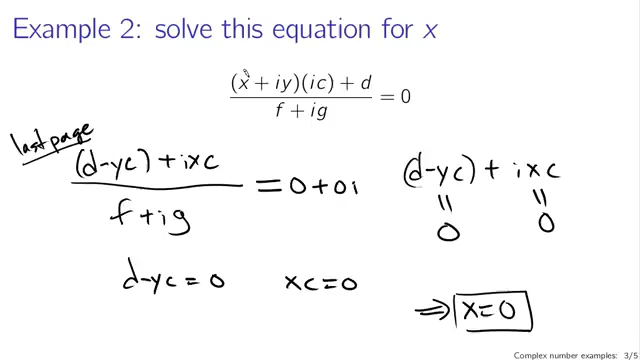 Example 2: solve this equation for x
(x + iy)(ic) + d
f + ig
= 0
last page
(d-yc) + ixc
f + ig
= 0 + 0i
(d-yc) + ixc
= =
0 0
d-yc = 0 xc = 0
⇒ x = 0
Complex number examples: 3/5